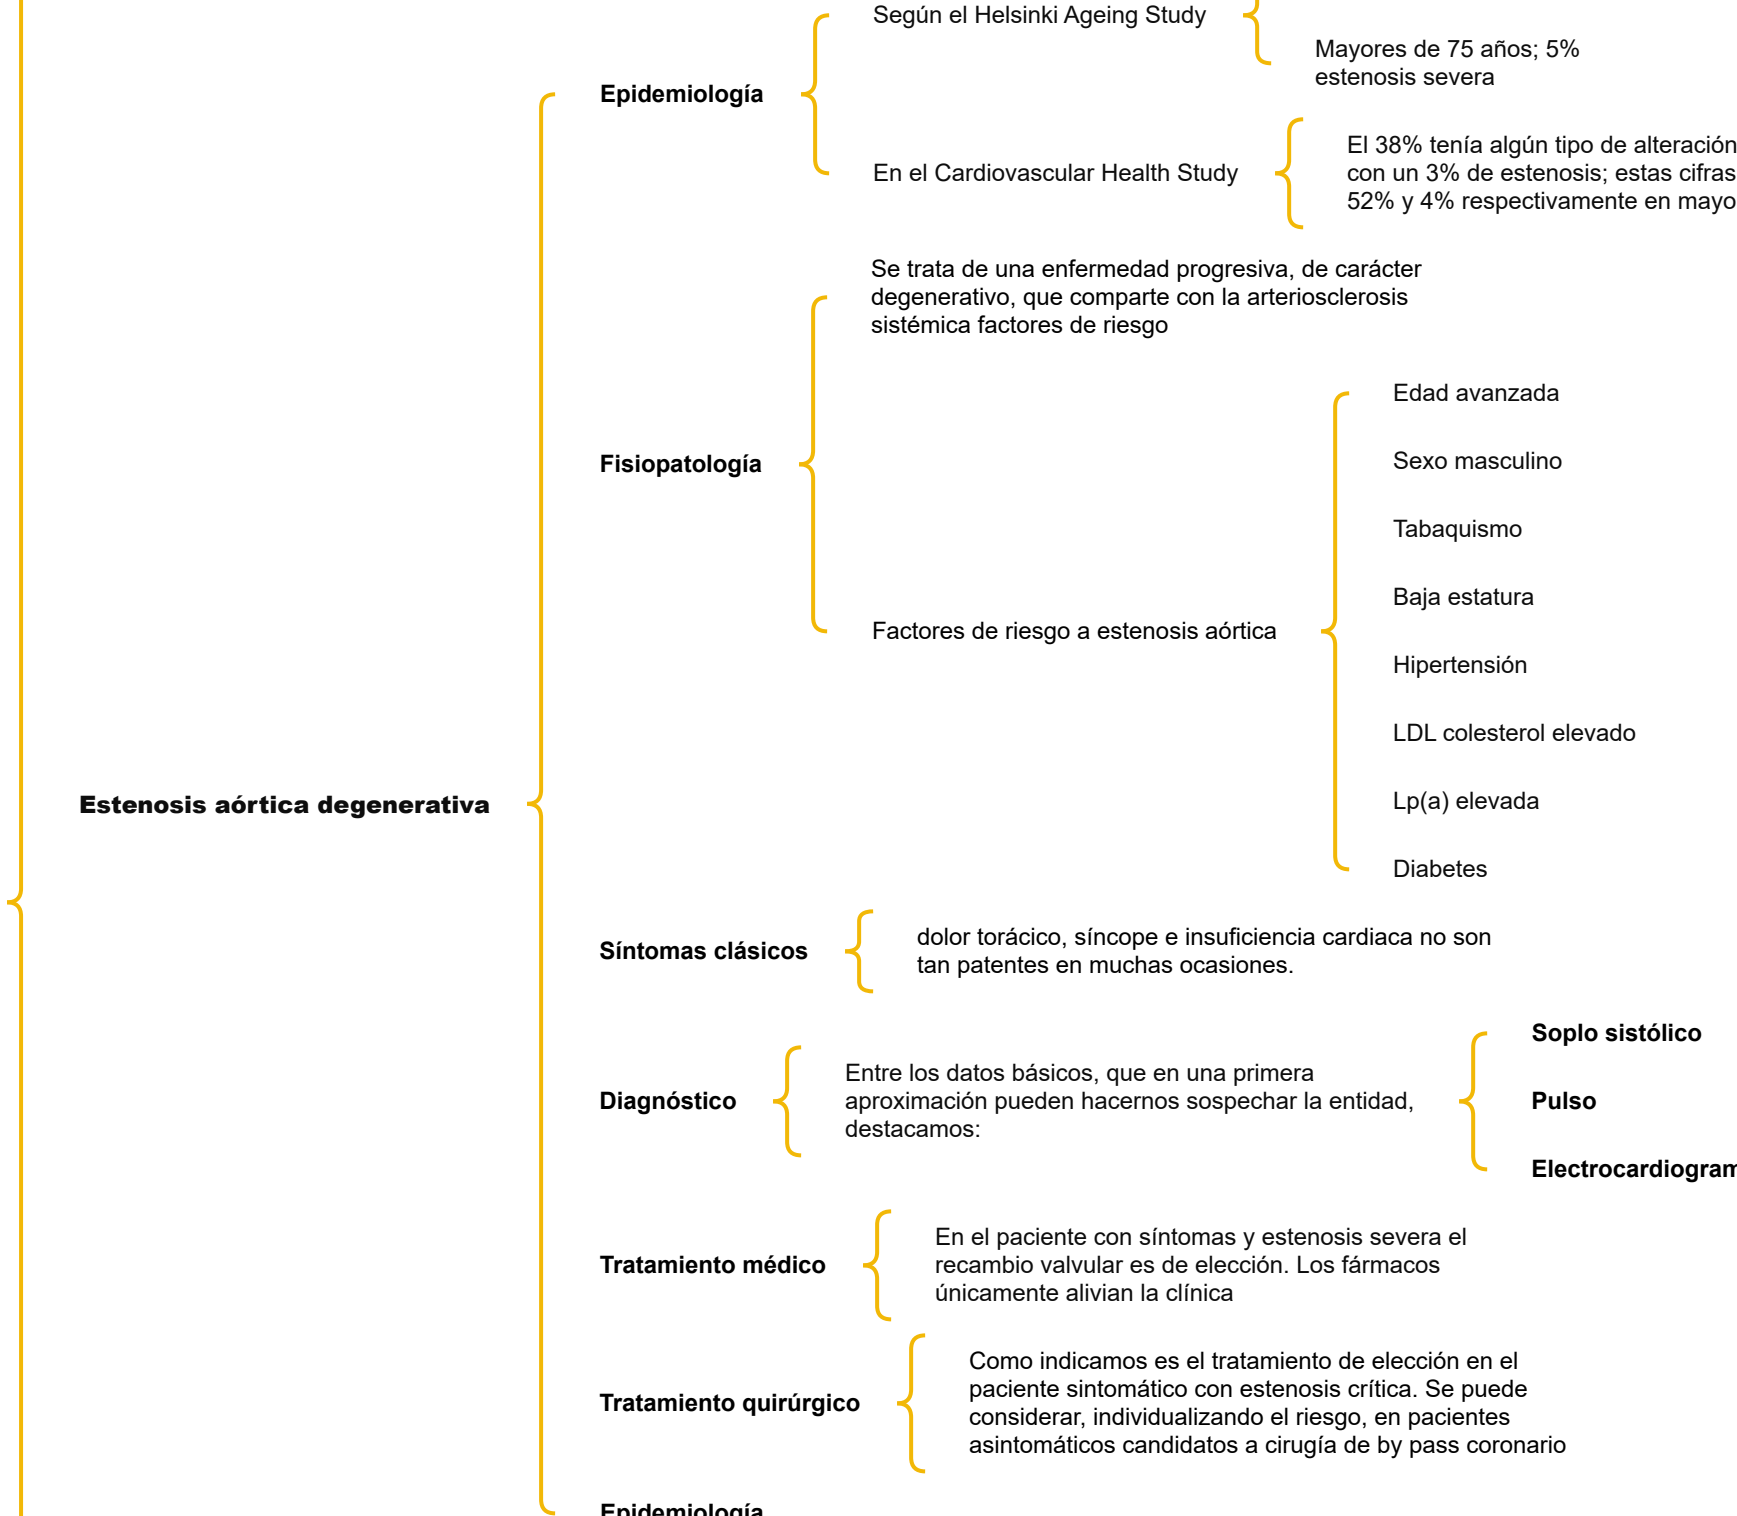 Según el Helsinki Ageing Study
Mayores de 75 años; 5%
estenosis severa
Epidemiología
En el Cardiovascular Health Study
El 38% tenía algún tipo de alteración
con un 3% de estenosis; estas cifras
52% y 4% respectivamente en mayo
Se trata de una enfermedad progresiva, de carácter
degenerativo, que comparte con la arteriosclerosis
sistémica factores de riesgo
Fisiopatología
Factores de riesgo a estenosis aórtica
Edad avanzada
Sexo masculino
Tabaquismo
Baja estatura
Hipertensión
LDL colesterol elevado
Lp(a) elevada
Diabetes
Estenosis aórtica degenerativa
Síntomas clásicos
dolor torácico, síncope e insuficiencia cardiaca no son
tan patentes en muchas ocasiones.
Diagnóstico
Entre los datos básicos, que en una primera
aproximación pueden hacernos sospechar la entidad,
destacamos:
Soplo sistólico
Pulso
Electrocardiogram
Tratamiento médico
En el paciente con síntomas y estenosis severa el
recambio valvular es de elección. Los fármacos
únicamente alivian la clínica
Tratamiento quirúrgico
Como indicamos es el tratamiento de elección en el
paciente sintomático con estenosis crítica. Se puede
considerar, individualizando el riesgo, en pacientes
asintomáticos candidatos a cirugía de by pass coronario
Epidemiología